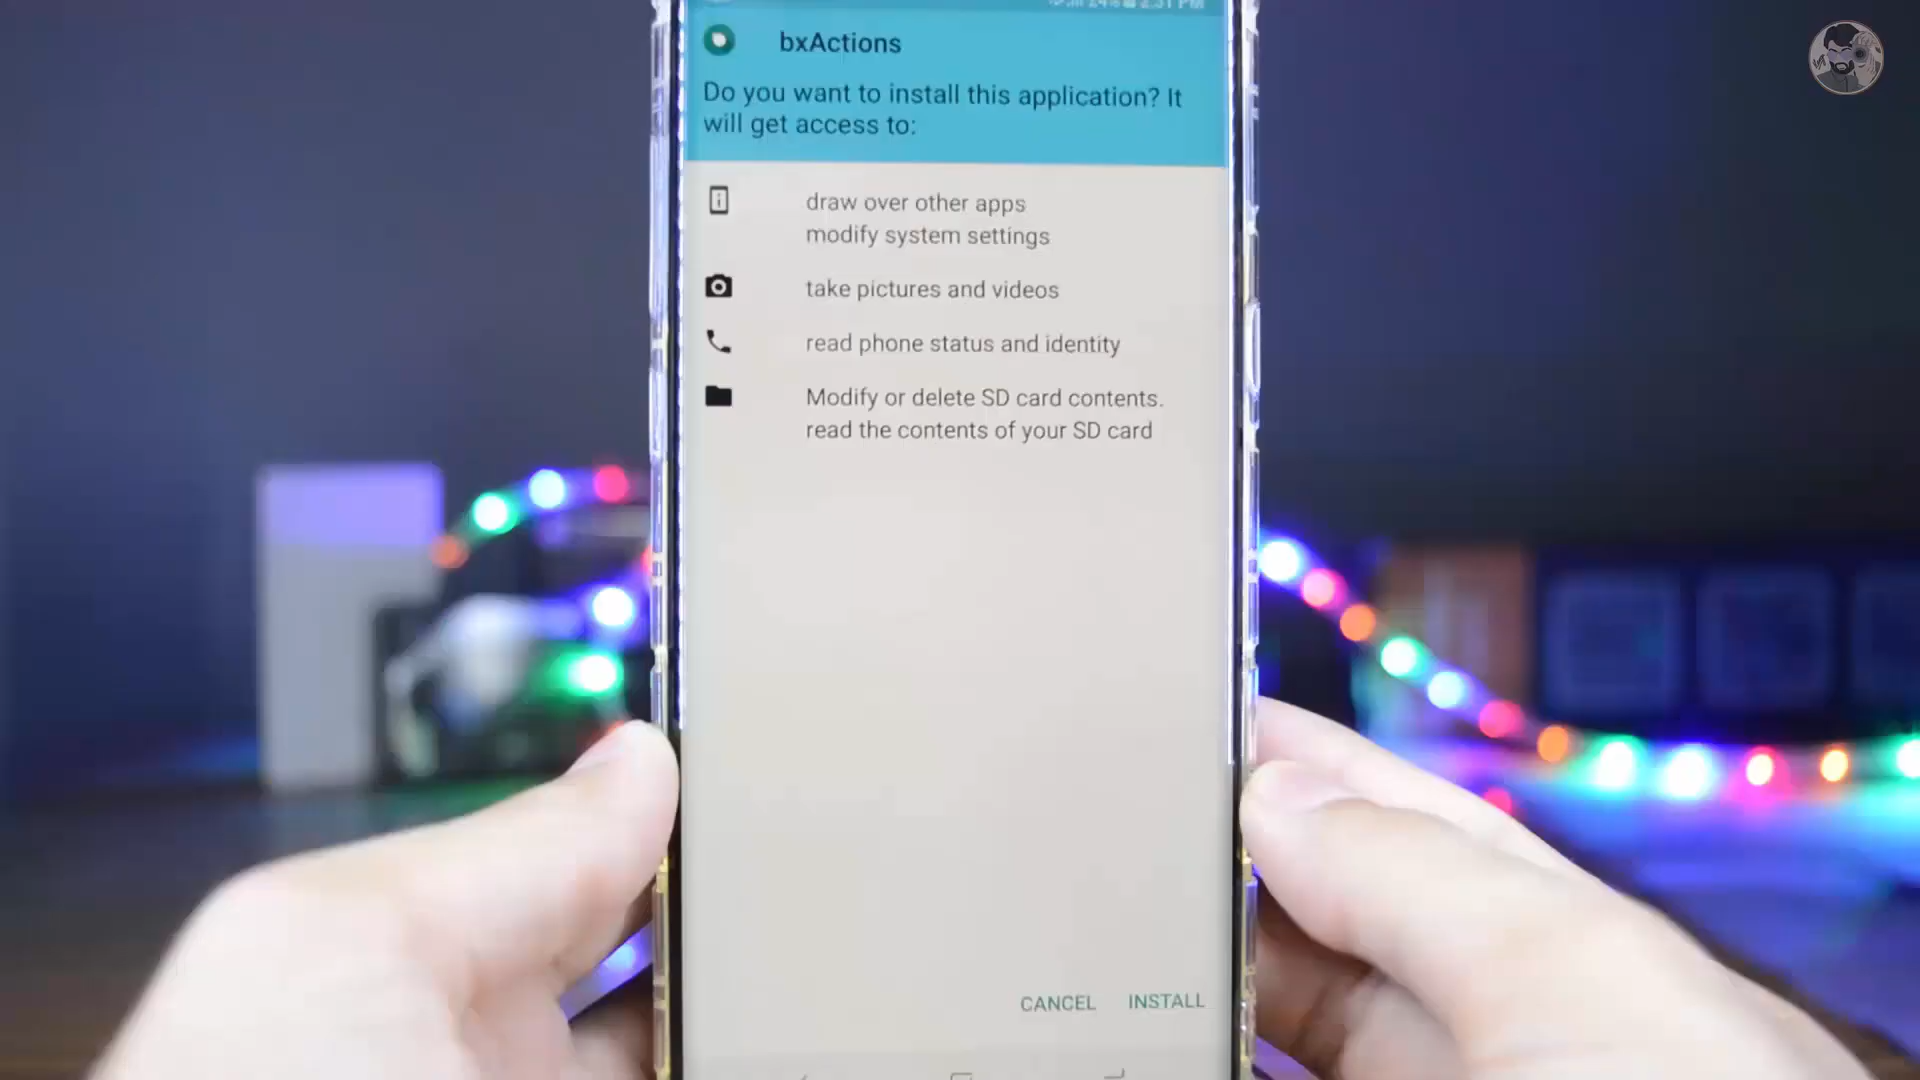 bxActions
Do you want to install this application? It
will get access to:
draw over other apps
modify system settings
take pictures and videos
read phone status and identity
Modify or delete SD card contents.
read the contents of your SD card
CANCEL INSTALL